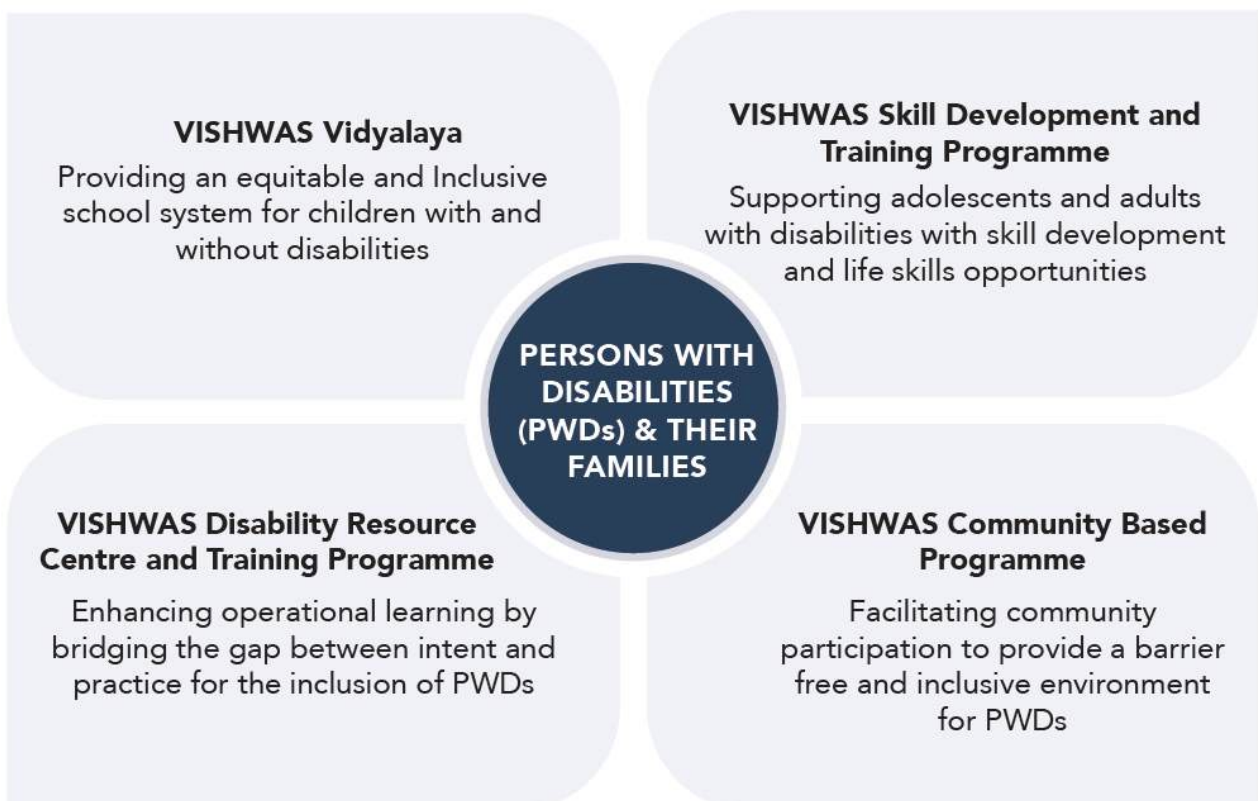 VISHWAS Vidyalaya
Providing an equitable and Inclusive
school system for children with and
without disabilities
VISHWAS Skill Development and
Training Programme
Supporting adolescents and adults
with disabilities with skill development
and life skills opportunities
PERSONS WITH
DISABILITIES
(PWDs) & THEIR
FAMILIES
VISHWAS Disability Resource
Centre and Training Programme
Enhancing operational learning by
bridging the gap between intent and
practice for the inclusion of PWDs
VISHWAS Community Based
Programme
Facilitating community
participation to provide a barrier
free and inclusive environment
for PWDs